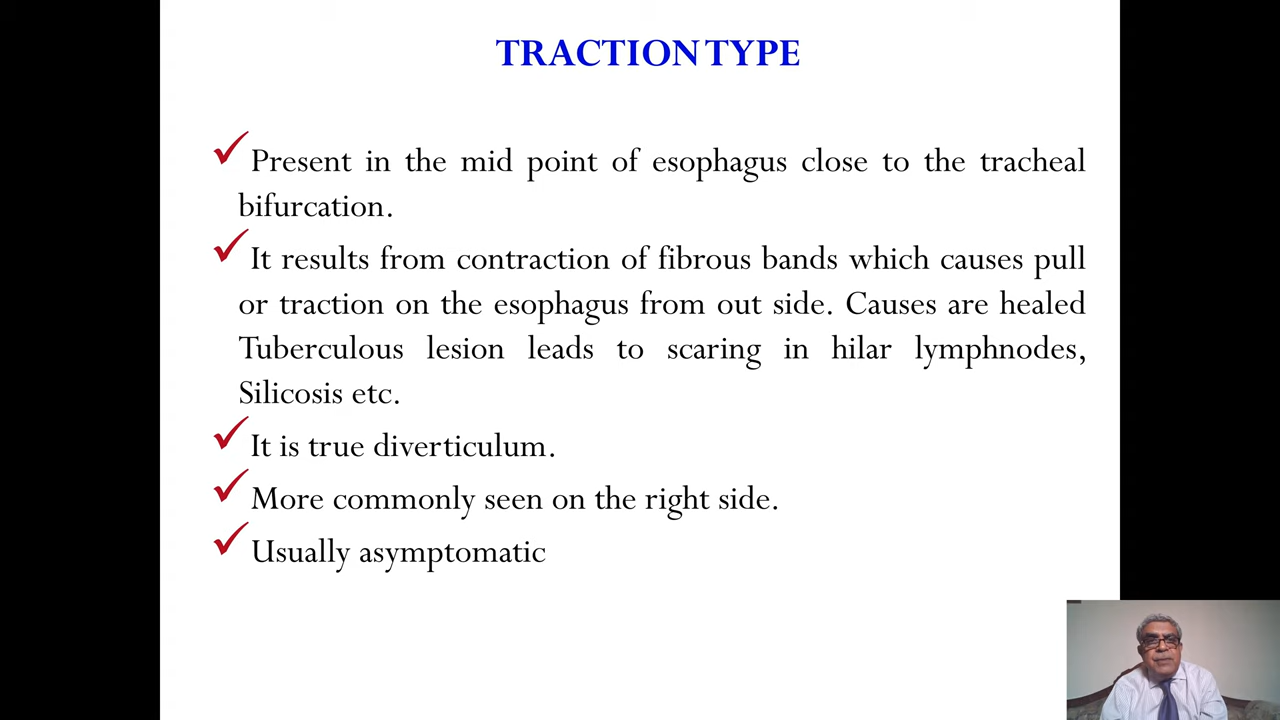 TRACTION TYPE
Present in the mid point of esophagus close to the tracheal
bifurcation.
It results from contraction of fibrous bands which causes pull
or traction on the esophagus from out side. Causes are healed
Tuberculous lesion leads to scaring in hilar lymphnodes,
Silicosis etc.
It is true diverticulum.
More commonly seen on the right side.
Usually asymptomatic